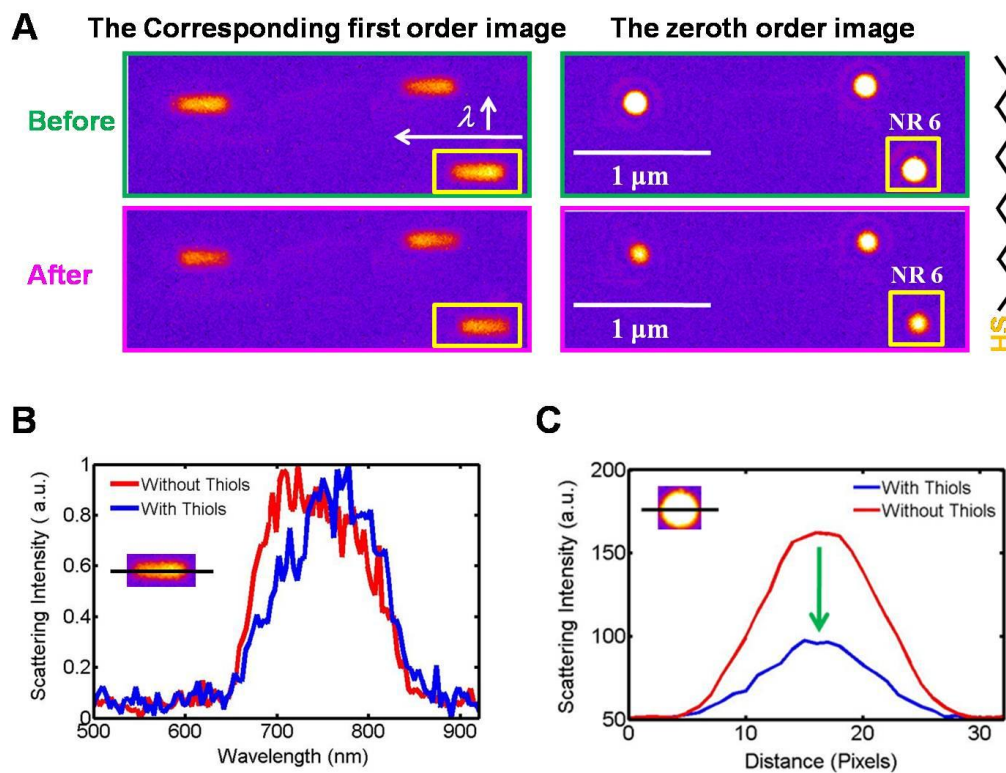 A
The Corresponding first order image
The zeroth order image
Before
λ
NR 6
1 µm
After
NR 6
1 µm
HS
B
C
1
0.8
0.6
0.4
0.2
0
Scattering Intensity ( a.u.)
Without Thiols
With Thiols
500 600 700 800 900
Wavelength (nm)
200
150
100
50
Scattering Intensity (a.u.)
With Thiols
Without Thiols
0 10 20 30
Distance (Pixels)